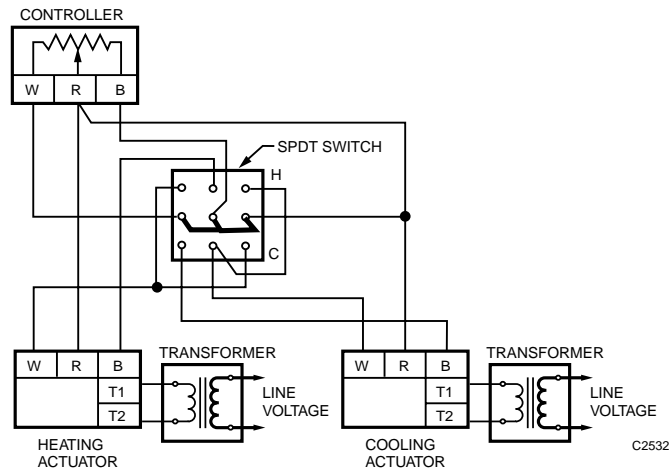 CONTROLLER
W R B
SPDT SWITCH
H
C
W R B
T1
T2
TRANSFORMER
LINE
VOLTAGE
HEATING
ACTUATOR
W R B
T1
T2
TRANSFORMER
LINE
VOLTAGE
COOLING
ACTUATOR
C2532